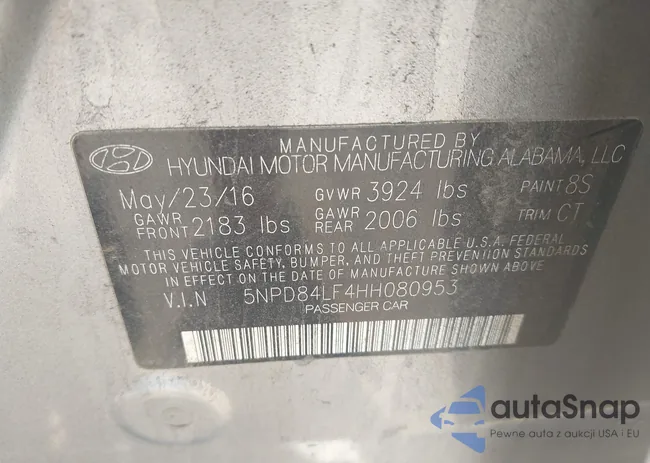 MANUFACTURED BY
HYUNDAI MOTOR MANUFACTURING ALABAMA, LLC
May/23/16 GVWR 3924 lbs PAINT 8S
GAWR FRONT 2183 lbs GAWR REAR 2006 lbs TRIM CT
THIS VEHICLE CONFORMS TO ALL APPLICABLE U.S.A. FEDERAL
MOTOR VEHICLE SAFETY, BUMPER, AND THEFT PREVENTION STANDARDS
IN EFFECT ON THE DATE OF MANUFACTURE SHOWN ABOVE.
V.I.N 5NPD84LF4HH080953
PASSENGER CAR
autaSnap
Pewne auta z aukcji USA i EU